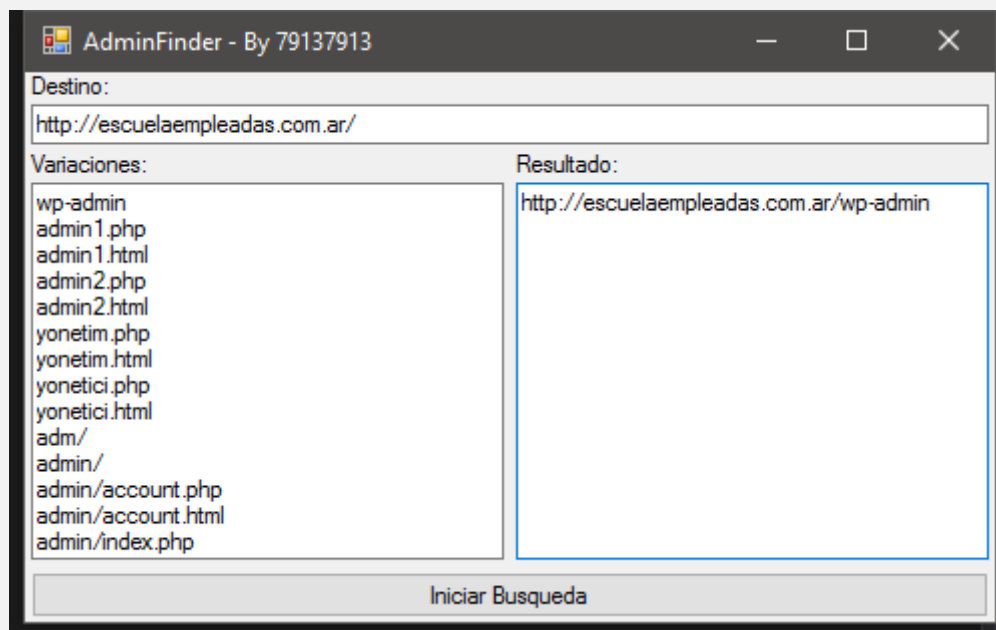 AdminFinder - By 79137913
Destino:
http://escuelaempleadas.com.ar/
Variaciones:
wp-admin
admin1.php
admin1.html
admin2.php
admin2.html
yonetim.php
yonetim.html
yonetici.php
yonetici.html
adm/
admin/
admin/account.php
admin/account.html
admin/index.php
Resultado:
http://escuelaempleadas.com.ar/wp-admin
Iniciar Busqueda